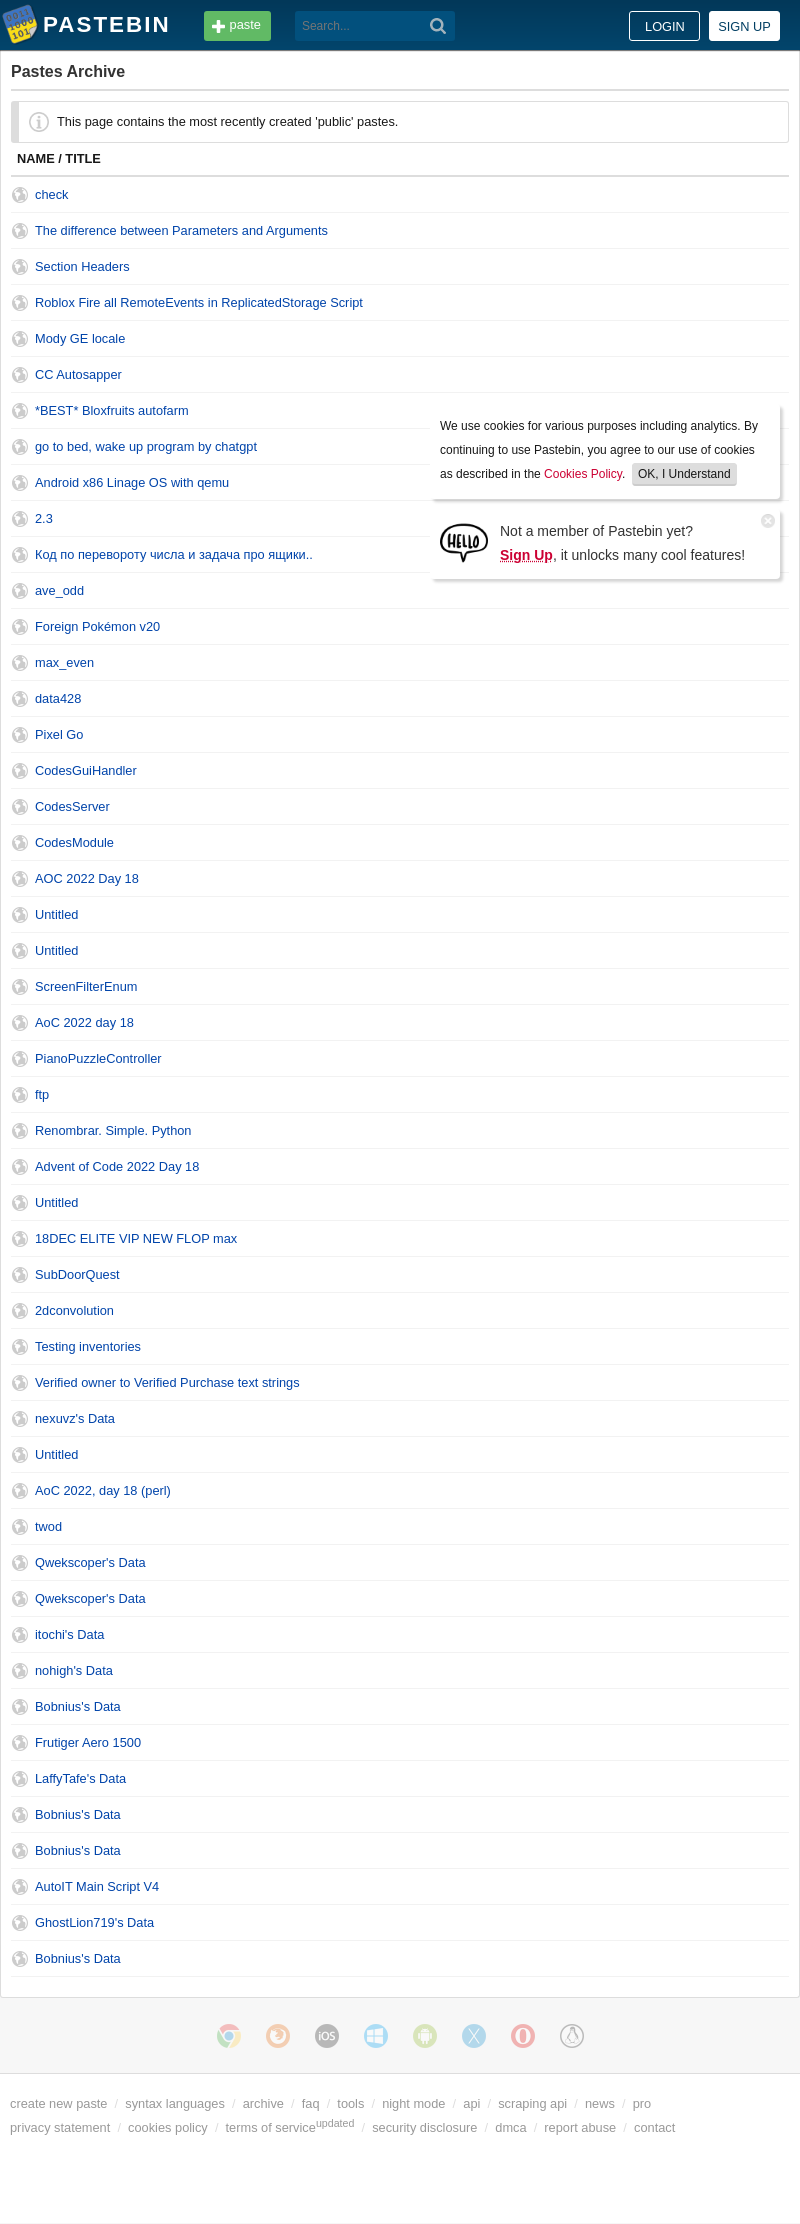 PASTEBIN paste Search... LOGIN SIGN UP
Pastes Archive
This page contains the most recently created 'public' pastes.
NAME / TITLE
check
The difference between Parameters and Arguments
Section Headers
Roblox Fire all RemoteEvents in ReplicatedStorage Script
Mody GE locale
CC Autosapper
*BEST* Bloxfruits autofarm
go to bed, wake up program by chatgpt
Android x86 Linage OS with qemu
2.3
Код по перевороту числа и задача про ящики..
We use cookies for various purposes including analytics. By
continuing to use Pastebin, you agree to our use of cookies
as described in the Cookies Policy. OK, I Understand
HELLO
Not a member of Pastebin yet?
Sign Up, it unlocks many cool features!
ave_odd
Foreign Pokémon v20
max_even
data428
Pixel Go
CodesGuiHandler
CodesServer
CodesModule
AOC 2022 Day 18
Untitled
Untitled
ScreenFilterEnum
AoC 2022 day 18
PianoPuzzleController
ftp
Renombrar. Simple. Python
Advent of Code 2022 Day 18
Untitled
18DEC ELITE VIP NEW FLOP max
SubDoorQuest
2dconvolution
Testing inventories
Verified owner to Verified Purchase text strings
nexuvz's Data
Untitled
AoC 2022, day 18 (perl)
twod
Qwekscoper's Data
Qwekscoper's Data
itochi's Data
nohigh's Data
Bobnius's Data
Frutiger Aero 1500
LaffyTafe's Data
Bobnius's Data
Bobnius's Data
AutoIT Main Script V4
GhostLion719's Data
Bobnius's Data
iOS
create new paste / syntax languages / archive / faq / tools / night mode / api / scraping api / news / pro
privacy statement / cookies policy / terms of service updated / security disclosure / dmca / report abuse / contact